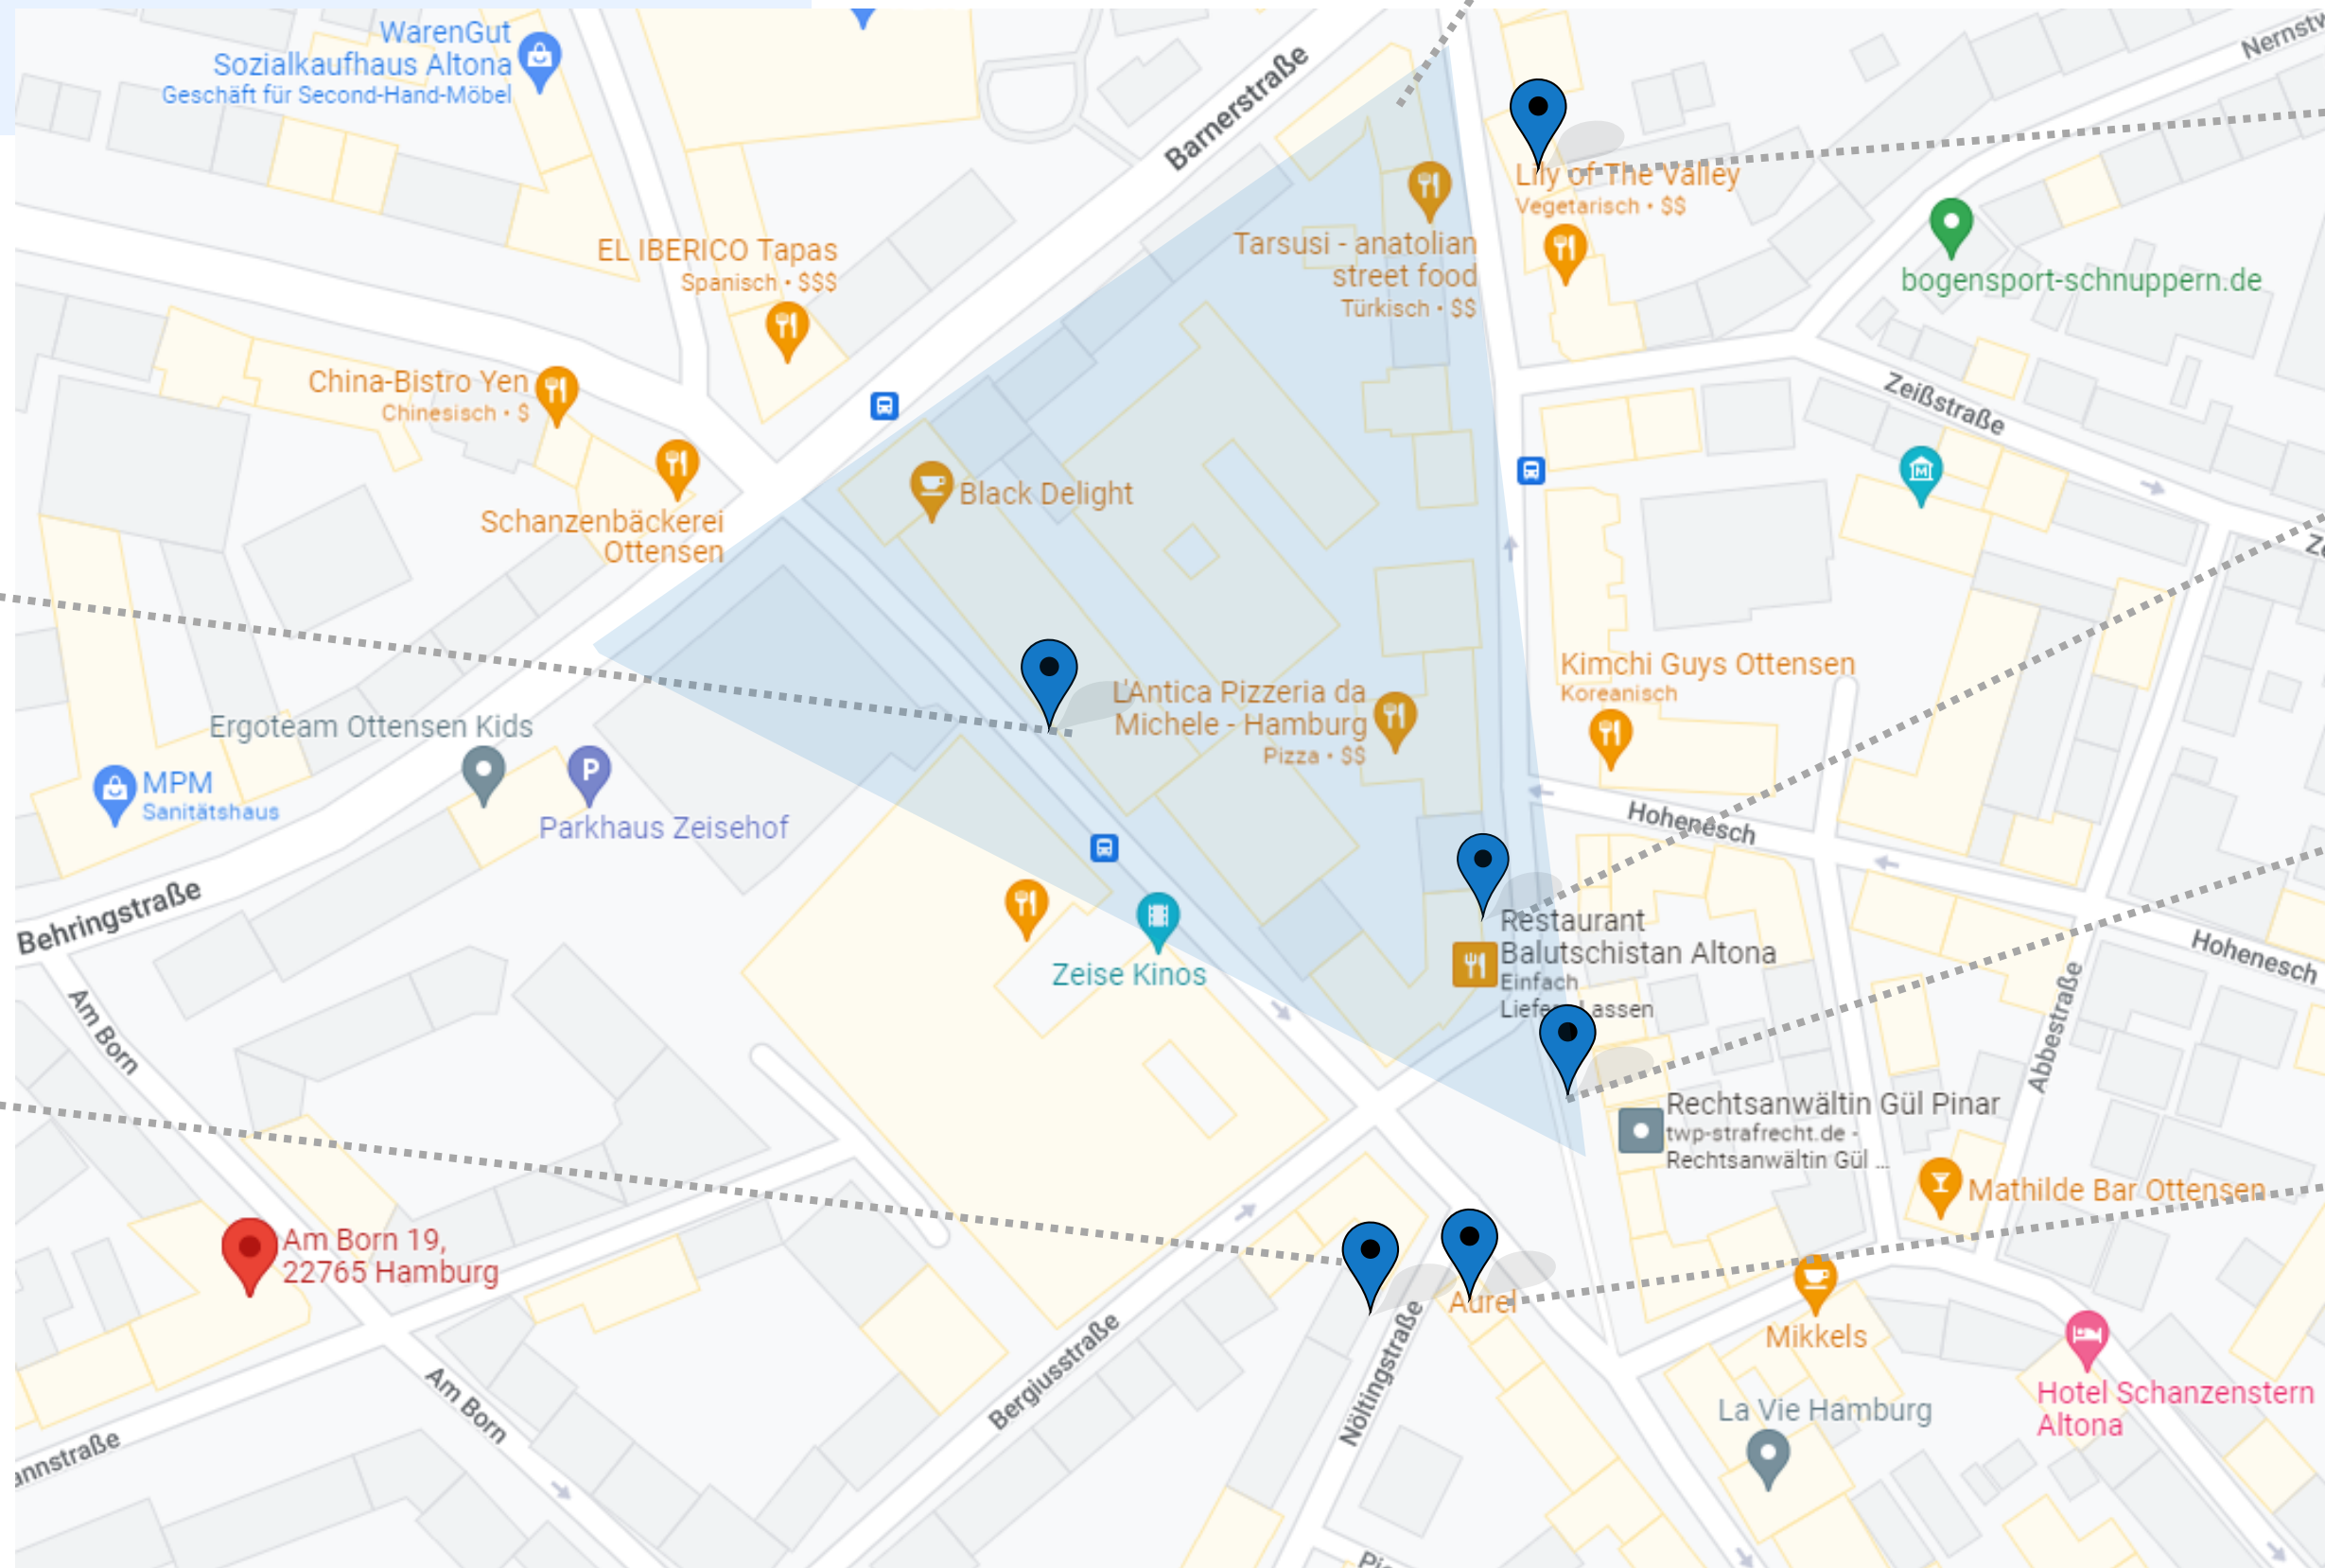 WarenGut
Sozialkaufhaus Altona
Geschäft für Second-Hand-Möbel
Barnerstraße
Lily of The Valley
Vegetarisch • $$
EL IBERICO Tapas
Spanisch • $$$
Tarsusi - anatolian
street food
Türkisch • $$
bogensport-schnuppern.de
China-Bistro Yen
Chinesisch • $
Zeißstraße
Schanzenbäckerei
Ottensen
Black Delight
Kimchi Guys Ottensen
Koreanisch
L'Antica Pizzeria da
Michele - Hamburg
Pizza • $$
Ergoteam Ottensen Kids
MPM
Sanitätshaus
P
Parkhaus Zeisehof
Hohenesch
Behringstraße
Restaurant
Balutschistan Altona
Einfach
Zeise Kinos
Hohenesch
Am Born
Abbestraße
Rechtsanwältin Gül Pinar
twp-strafrecht.de -
Rechtsanwältin Gül ...
Mathilde Bar Ottensen
Am Born 19,
22765 Hamburg
Aurel
Mikkels
Nöltingstraße
Bergiusstraße
Am Born
La Vie Hamburg
Hotel Schanzenstern
Altona